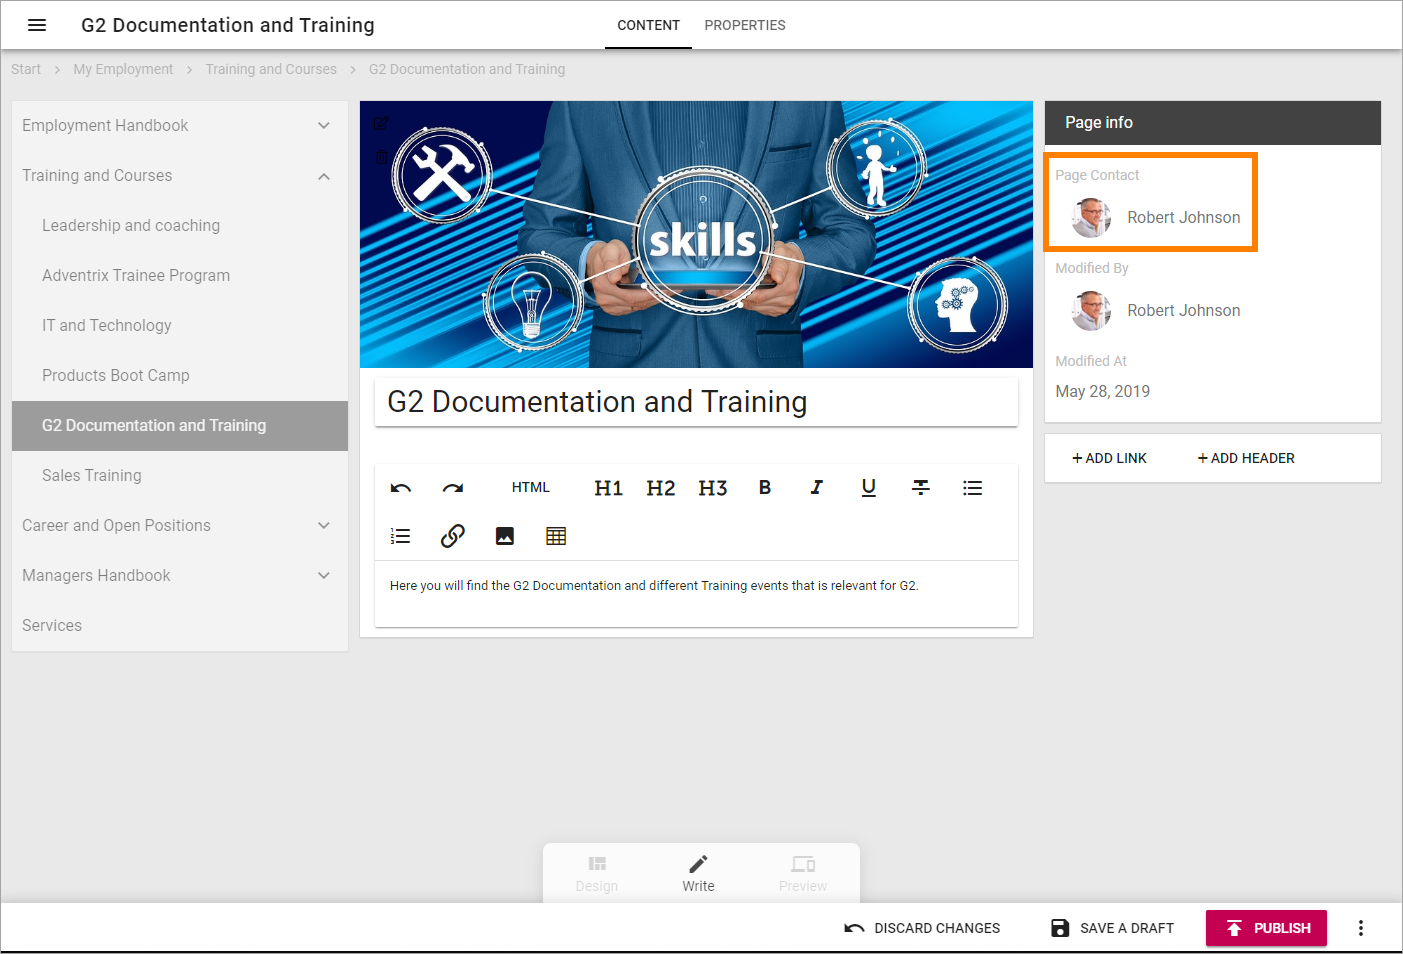 G2 Documentation and Training
CONTENT
PROPERTIES
Start > My Employment > Training and Courses > G2 Documentation and Training
Employment Handbook
Training and Courses
Leadership and coaching
Adventrix Trainee Program
IT and Technology
Products Boot Camp
G2 Documentation and Training
Sales Training
Career and Open Positions
Managers Handbook
Services
skills
G2 Documentation and Training
HTML H1 H2 H3 B I U T
Here you will find the G2 Documentation and different Training events that is relevant for G2.
Page info
Page Contact
Robert Johnson
Modified By
Robert Johnson
Modified At
May 28, 2019
+ ADD LINK
+ ADD HEADER
Design
Write
Preview
DISCARD CHANGES
SAVE A DRAFT
PUBLISH